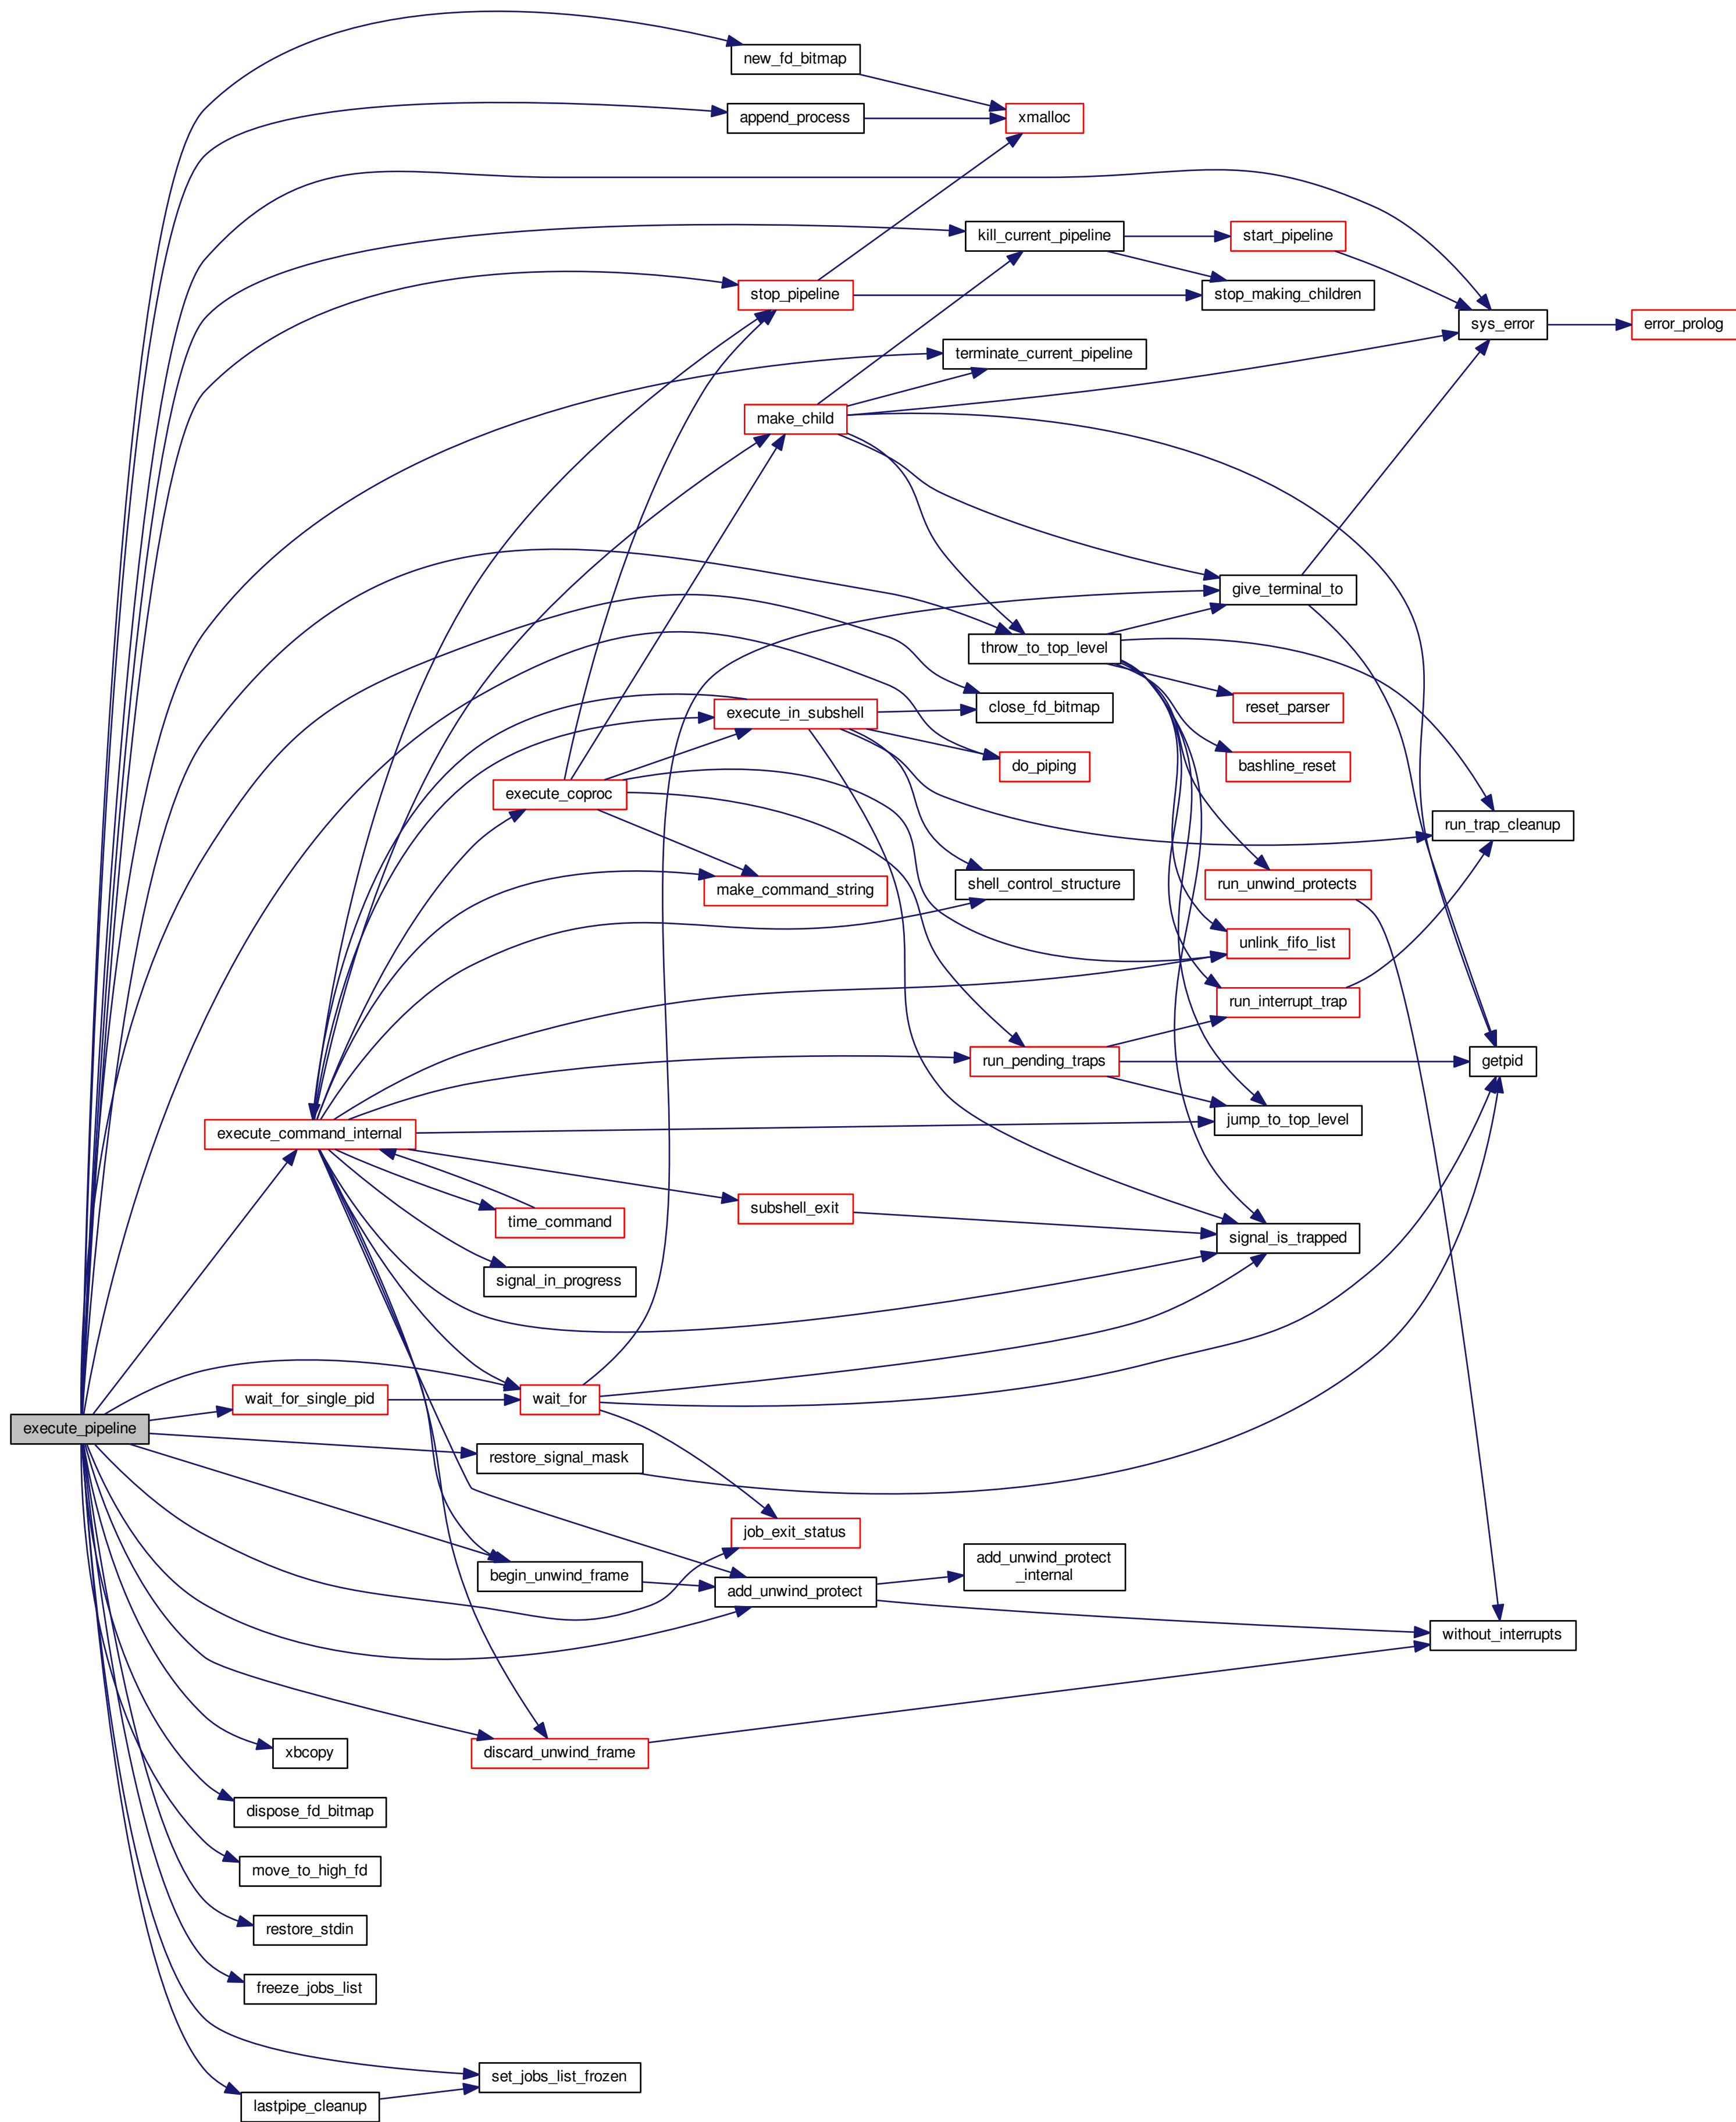 new_fd_bitmap
append_process
xmalloc
kill_current_pipeline
start_pipeline
stop_pipeline
stop_making_children
sys_error
error_prolog
terminate_current_pipeline
make_child
give_terminal_to
throw_to_top_level
close_fd_bitmap
reset_parser
execute_in_subshell
do_piping
bashline_reset
execute_coproc
run_trap_cleanup
make_command_string
shell_control_structure
run_unwind_protects
unlink_fifo_list
run_interrupt_trap
run_pending_traps
getpid
jump_to_top_level
execute_command_internal
subshell_exit
time_command
signal_is_trapped
signal_in_progress
wait_for_single_pid
wait_for
execute_pipeline
restore_signal_mask
job_exit_status
begin_unwind_frame
add_unwind_protect
add_unwind_protect
_internal
without_interrupts
xbcopy
discard_unwind_frame
dispose_fd_bitmap
move_to_high_fd
restore_stdin
freeze_jobs_list
set_jobs_list_frozen
lastpipe_cleanup